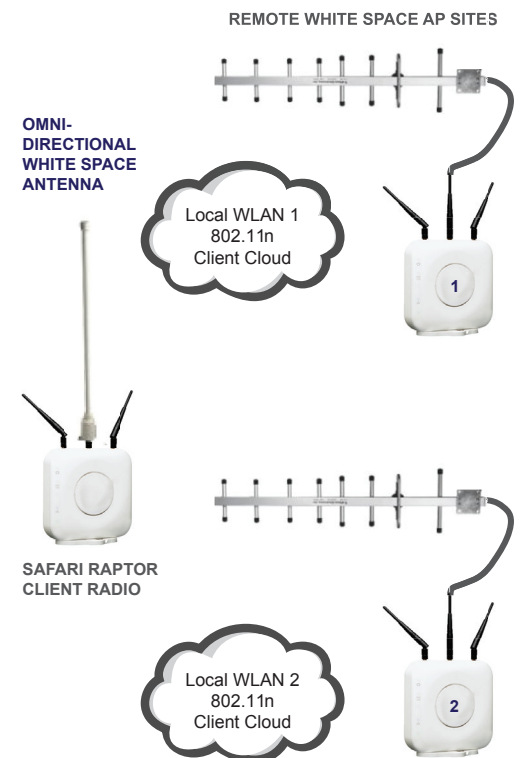 REMOTE WHITE SPACE AP SITES
OMNI-
DIRECTIONAL
WHITE SPACE
ANTENNA
Local WLAN 1
802.11n
Client Cloud
1
SAFARI RAPTOR
CLIENT RADIO
Local WLAN 2
802.11n
Client Cloud
2